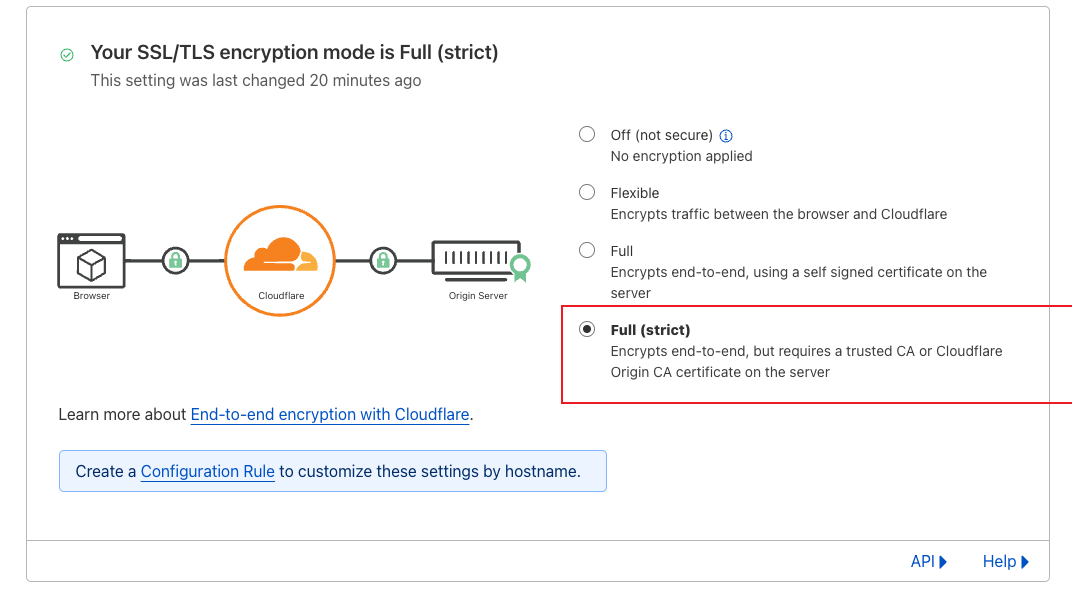 Your SSL/TLS encryption mode is Full (strict)
This setting was last changed 20 minutes ago
Off (not secure)
No encryption applied
Flexible
Encrypts traffic between the browser and Cloudflare
Full
Encrypts end-to-end, using a self signed certificate on the
server
Full (strict)
Encrypts end-to-end, but requires a trusted CA or Cloudflare
Origin CA certificate on the server
Browser
Cloudflare
Origin Server
Learn more about End-to-end encryption with Cloudflare.
Create a Configuration Rule to customize these settings by hostname.
API
Help